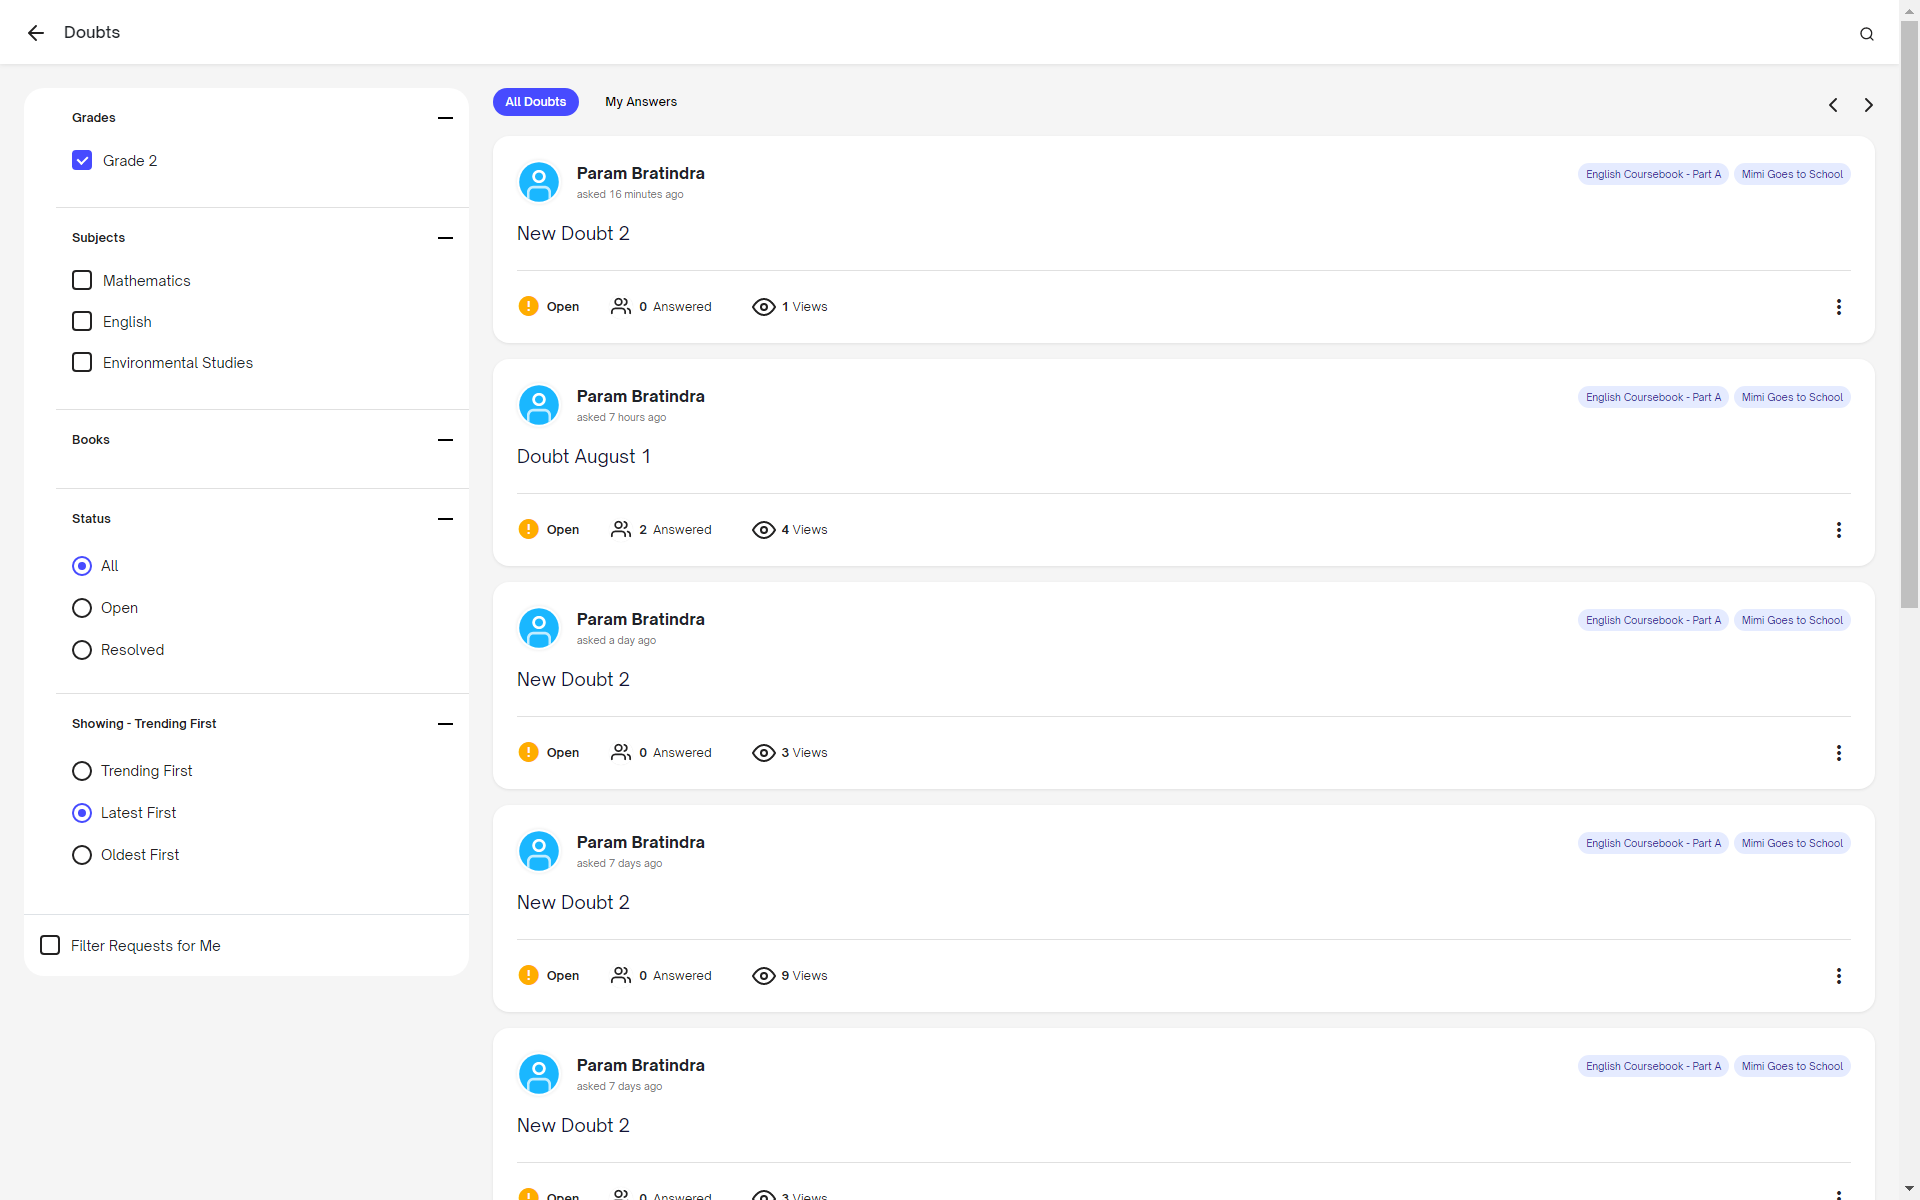 Doubts
Grades
Grade 2
Subjects
Mathematics
English
Environmental Studies
Books
Status
All
Open
Resolved
Showing - Trending First
Trending First
Latest First
Oldest First
Filter Requests for Me
All Doubts My Answers
Param Bratindra
asked 16 minutes ago
English Coursebook - Part A Mimi Goes to School
New Doubt 2
Open 0 Answered 1 Views
Param Bratindra
asked 7 hours ago
English Coursebook - Part A Mimi Goes to School
Doubt August 1
Open 2 Answered 4 Views
Param Bratindra
asked a day ago
English Coursebook - Part A Mimi Goes to School
New Doubt 2
Open 0 Answered 3 Views
Param Bratindra
asked 7 days ago
English Coursebook - Part A Mimi Goes to School
New Doubt 2
Open 0 Answered 9 Views
Param Bratindra
asked 7 days ago
English Coursebook - Part A Mimi Goes to School
New Doubt 2
Open 0 Answered 3 Views